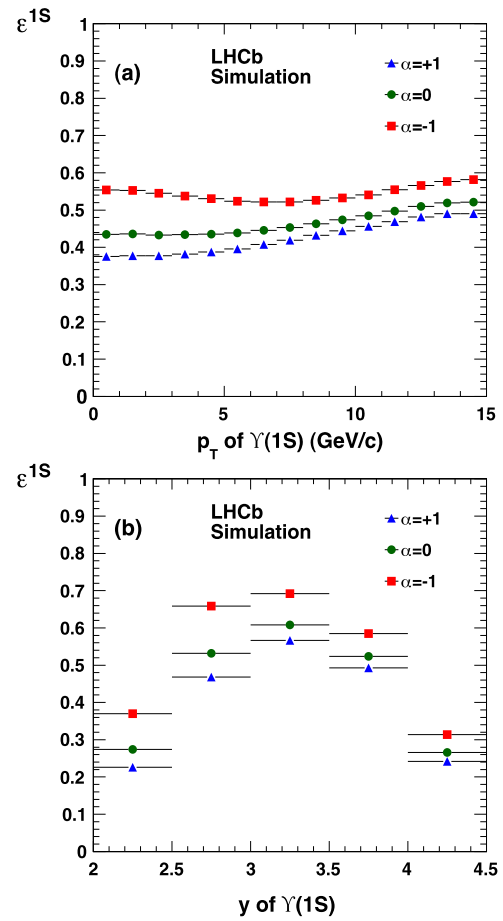 ε1S
1
0.9
0.8
0.7
0.6
0.5
0.4
0.3
0.2
0.1
0
(a)
LHCb
Simulation
α=+1
α=0
α=-1
0 5 10 15
pT of ϒ(1S) (GeV/c)
ε1S
1
0.9
0.8
0.7
0.6
0.5
0.4
0.3
0.2
0.1
0
(b)
LHCb
Simulation
α=+1
α=0
α=-1
2 2.5 3 3.5 4 4.5
y of ϒ(1S)